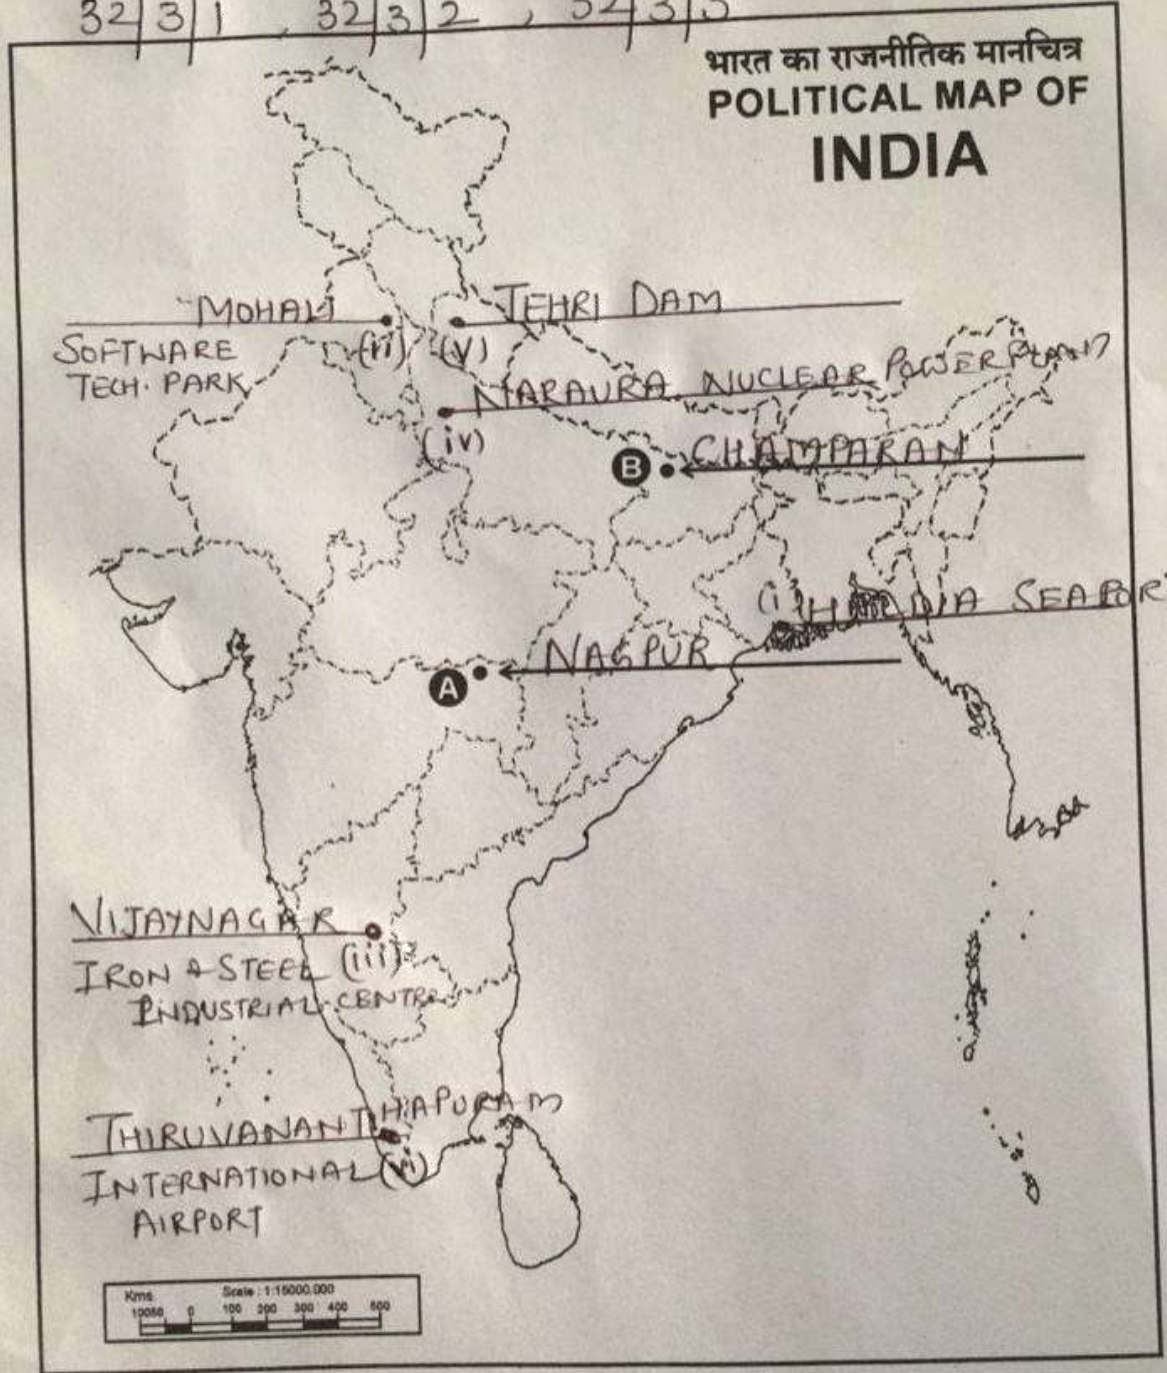 32/3/1 , 32/3/2 , 32/3/3
भारत का राजनीतिक मानचित्र
POLITICAL MAP OF
INDIA
MOHALI
SOFTWARE
TECH. PARK
(ii)
TEHRI DAM
(v)
NARAURA NUCLEAR POWER PLANT
(iv)
B CHAMPARAN
(i) HALDIA SEAPORT
A NAGPUR
VIJAYNAGAR
IRON & STEEL (iii)
INDUSTRIAL CENTRE
THIRUVANANTHAPURAM
INTERNATIONAL (vi)
AIRPORT
Kms Scale : 1:15000,000
10050 0 100 200 300 400 500